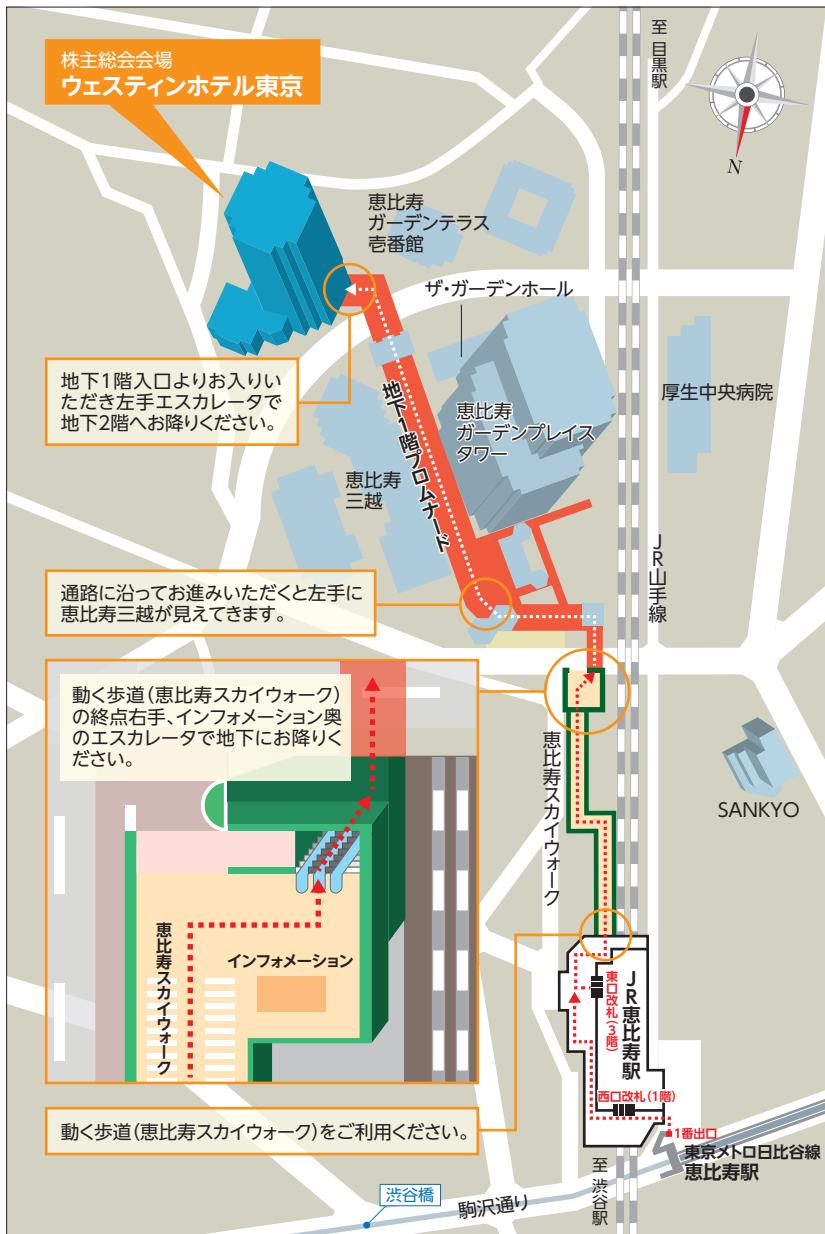 株主総会会場
ウェスティンホテル東京
至 目黒駅
N
恵比寿
ガーデンテラス
壱番館
ザ・ガーデンホール
地下1階入口よりお入りい
ただき左手エスカレータで
地下2階へお降りください。
地下1階プロムナード
恵比寿
ガーデンプレイス
タワー
厚生中央病院
恵比寿
三越
JR山手線
通路に沿ってお進みいただくと左手に
恵比寿三越が見えてきます。
動く歩道(恵比寿スカイウォーク)
の終点右手、インフォメーション奥
のエスカレータで地下にお降りく
ださい。
恵比寿スカイウォーク
インフォメーション
恵比寿スカイウォーク
SANKYO
JR恵比寿駅
東口改札(3階)
西口改札(1階)
動く歩道(恵比寿スカイウォーク)をご利用ください。
1番出口
東京メトロ日比谷線
恵比寿駅
至 渋谷駅
渋谷橋
駒沢通り